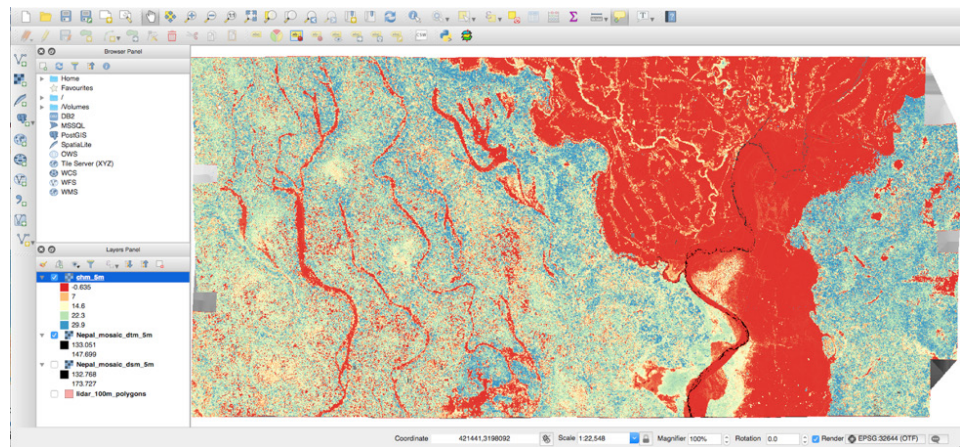 Browser Panel
Home
Favourites
/
/Volumes
DB2
MSSQL
PostGIS
SpatiaLite
OWS
Tile Server (XYZ)
WCS
WFS
WMS
Layers Panel
chm_5m
-0.635
7
14.6
22.3
29.9
Nepal_mosaic_dtm_5m
133.051
147.699
Nepal_mosaic_dsm_5m
132.768
173.727
lidar_100m_polygons
Coordinate 421441,3198092 Scale 1:22,548 Magnifier 100% Rotation 0.0 Render EPSG:32644 (OTF)